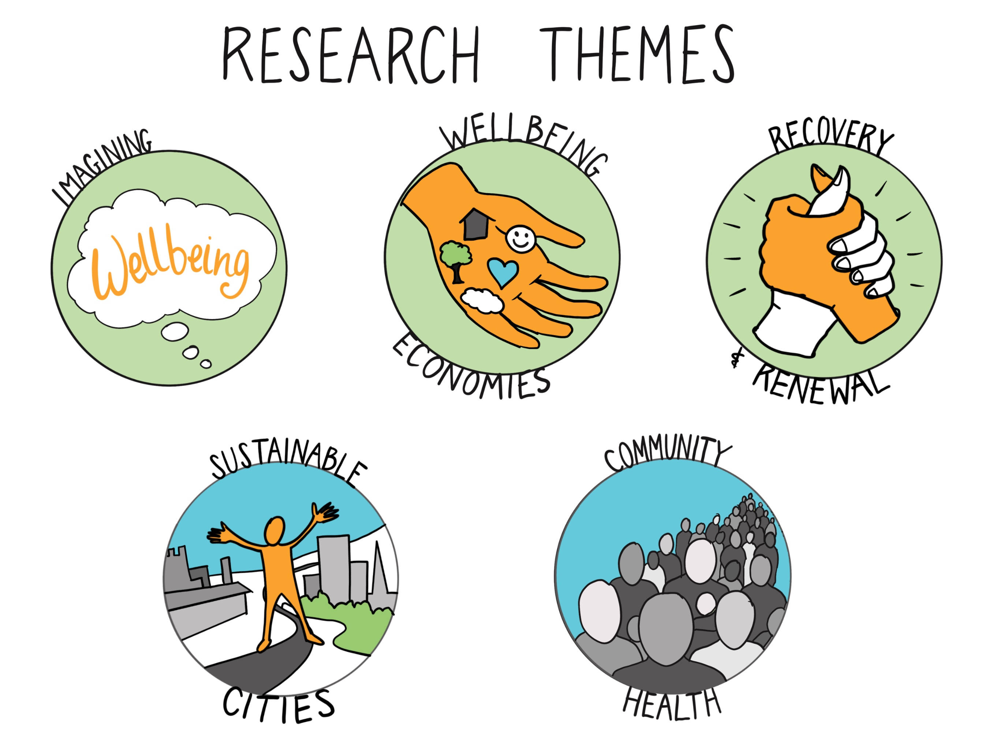 RESEARCH THEMES
IMAGINING
Wellbeing
WELLBEING
ECONOMIES
RECOVERY
& RENEWAL
SUSTAINABLE
CITIES
COMMUNITY
HEALTH